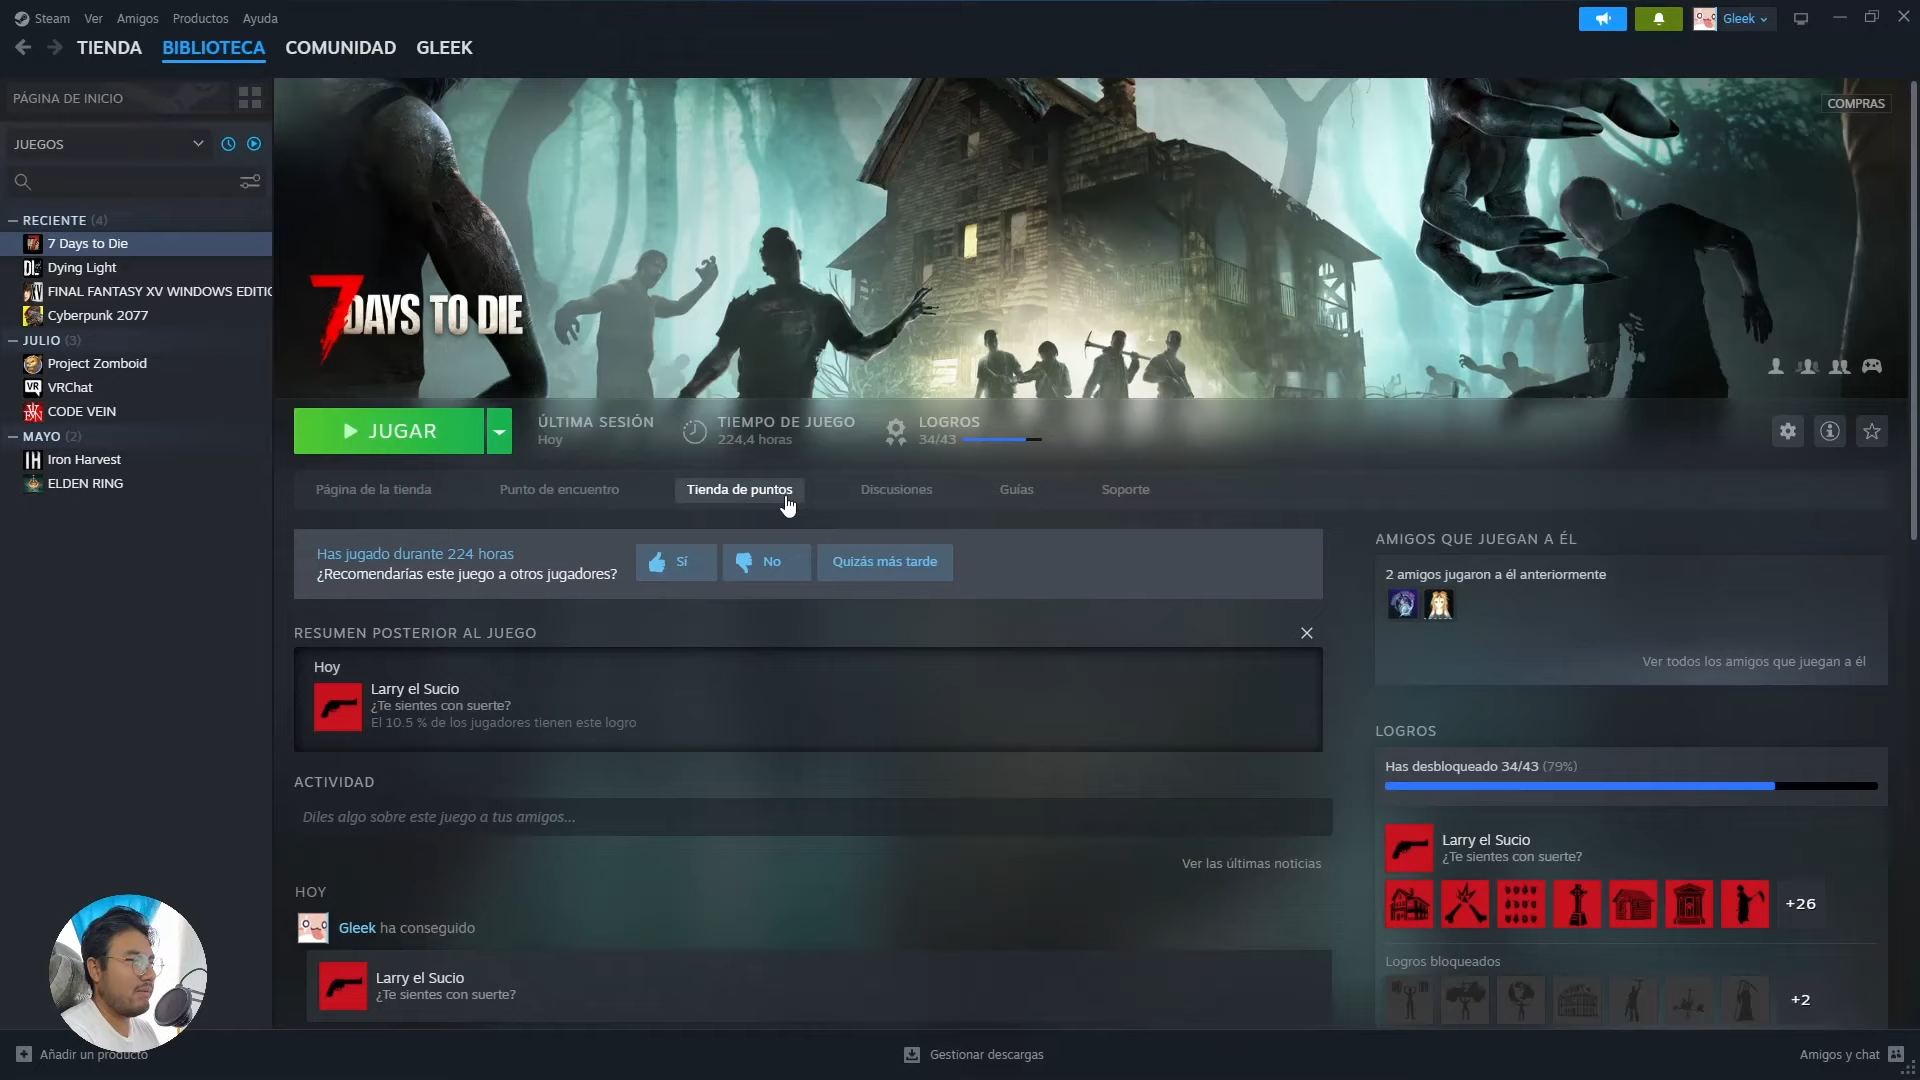 Steam Ver Amigos Productos Ayuda
Gleek
TIENDA BIBLIOTECA COMUNIDAD GLEEK
PÁGINA DE INICIO
COMPRAS
JUEGOS
RECIENTE (4)
7 Days to Die
Dying Light
FINAL FANTASY XV WINDOWS EDITIO
Cyberpunk 2077
JULIO (3)
Project Zomboid
VRChat
CODE VEIN
MAYO (2)
Iron Harvest
ELDEN RING
7 DAYS TO DIE
JUGAR
ÚLTIMA SESIÓN
Hoy
TIEMPO DE JUEGO
224,4 horas
LOGROS
34/43
Página de la tienda Punto de encuentro Tienda de puntos Discusiones Guías Soporte
Has jugado durante 224 horas
¿Recomendarías este juego a otros jugadores?
Sí
No
Quizás más tarde
RESUMEN POSTERIOR AL JUEGO
Hoy
Larry el Sucio
¿Te sientes con suerte?
El 10.5 % de los jugadores tienen este logro
ACTIVIDAD
Diles algo sobre este juego a tus amigos...
Ver las últimas noticias
HOY
Gleek ha conseguido
Larry el Sucio
¿Te sientes con suerte?
AMIGOS QUE JUEGAN A ÉL
2 amigos jugaron a él anteriormente
Ver todos los amigos que juegan a él
LOGROS
Has desbloqueado 34/43 (79%)
Larry el Sucio
¿Te sientes con suerte?
+26
Logros bloqueados
+2
Añadir un producto
Gestionar descargas
Amigos y chat